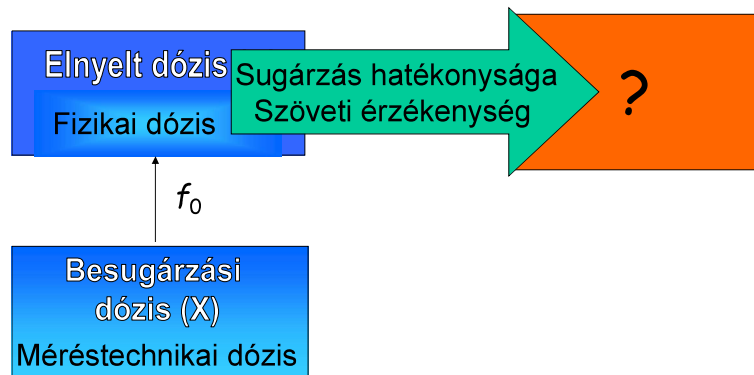 Elnyelt dózis
Fizikai dózis
Sugárzás hatékonysága
Szöveti érzékenység
?
f0
Besugárzási
dózis (X)
Méréstechnikai dózis